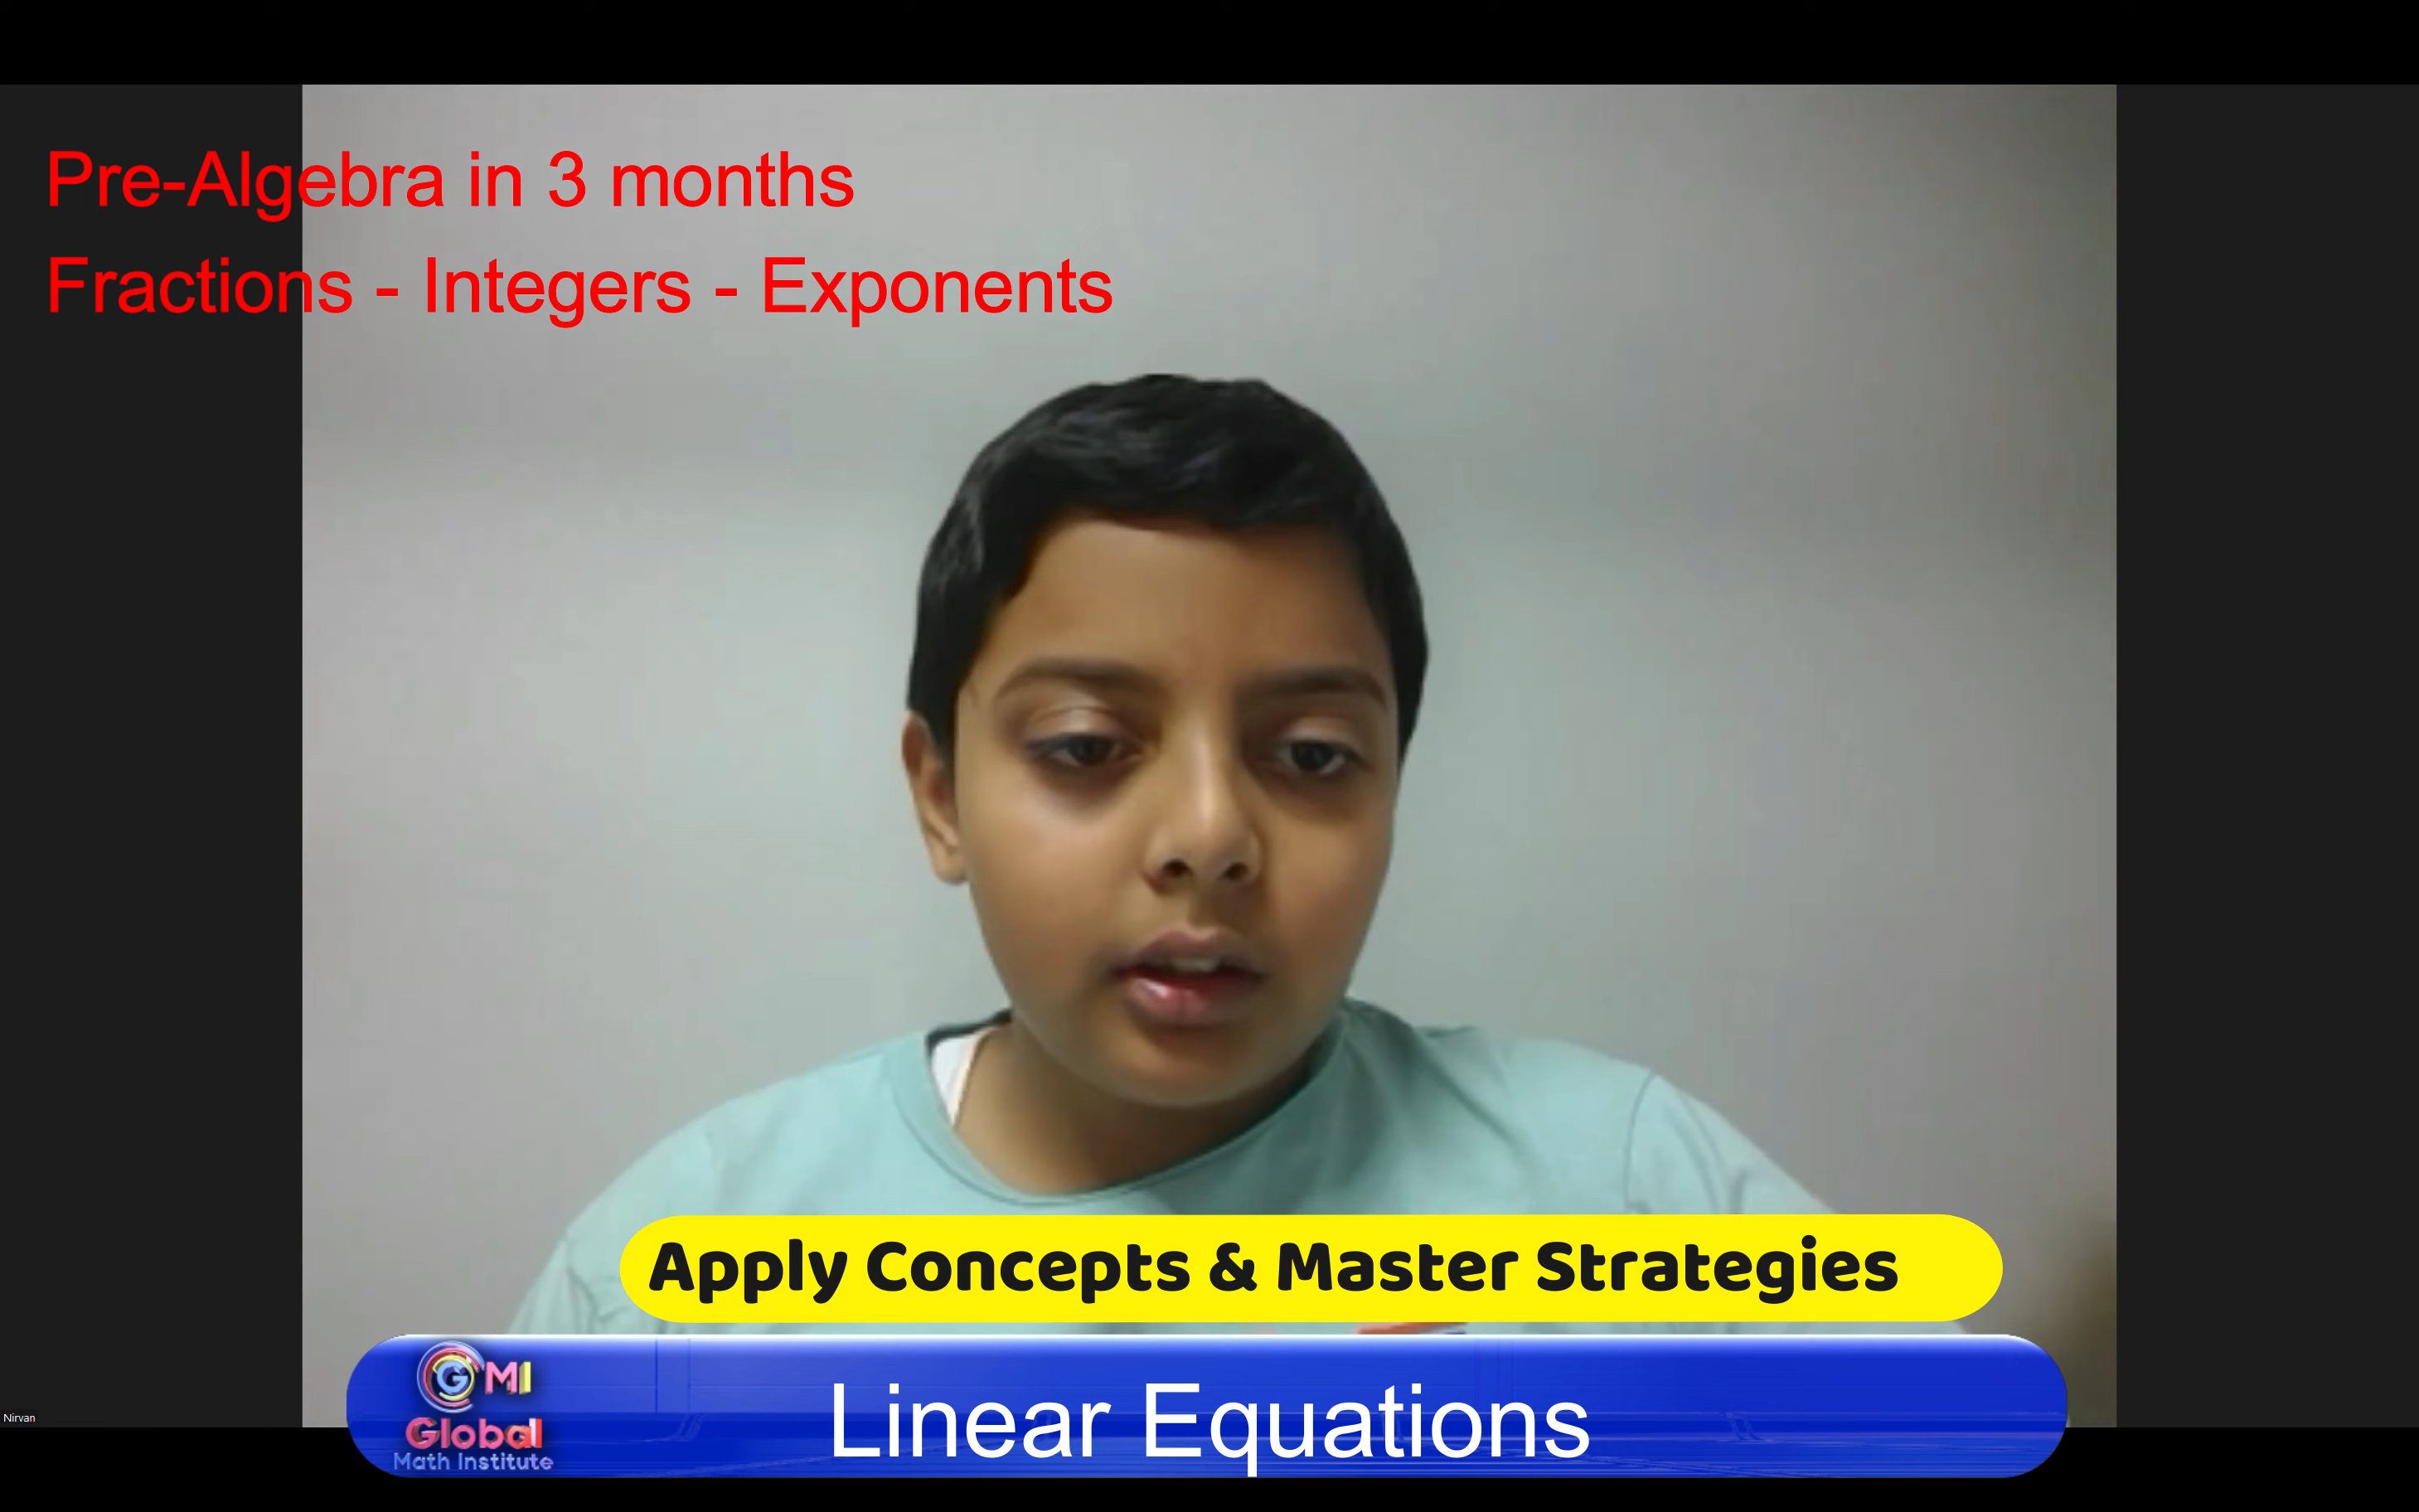 Pre-Algebra in 3 months
Fractions - Integers - Exponents
Apply Concepts & Master Strategies
GMI
Global
Math Institute
Linear Equations
Nirvan